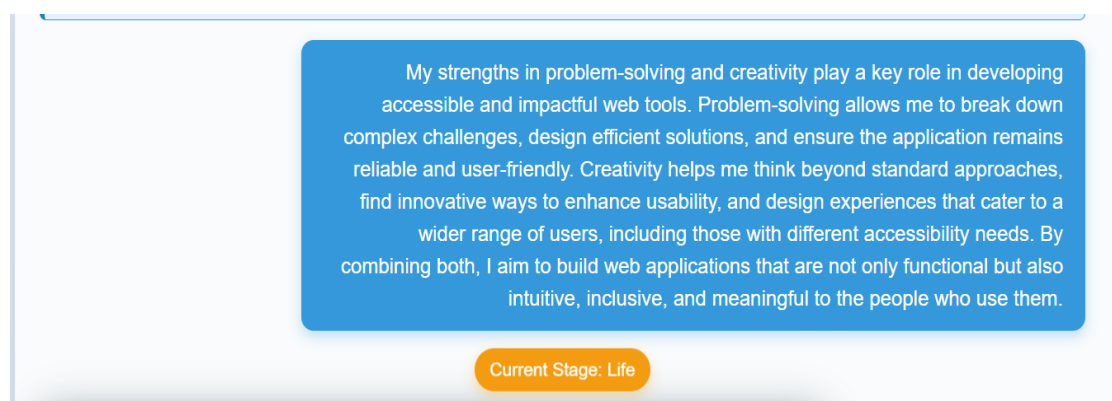 My strengths in problem-solving and creativity play a key role in developing
accessible and impactful web tools. Problem-solving allows me to break down
complex challenges, design efficient solutions, and ensure the application remains
reliable and user-friendly. Creativity helps me think beyond standard approaches,
find innovative ways to enhance usability, and design experiences that cater to a
wider range of users, including those with different accessibility needs. By
combining both, I aim to build web applications that are not only functional but also
intuitive, inclusive, and meaningful to the people who use them.
Current Stage: Life